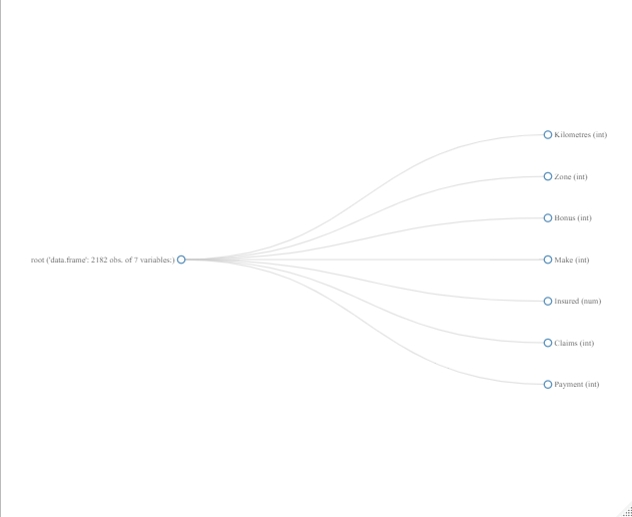 Kilometres (int)
Zone (int)
Bonus (int)
root ('data.frame': 2182 obs. of 7 variables:)
Make (int)
Insured (num)
Claims (int)
Payment (int)